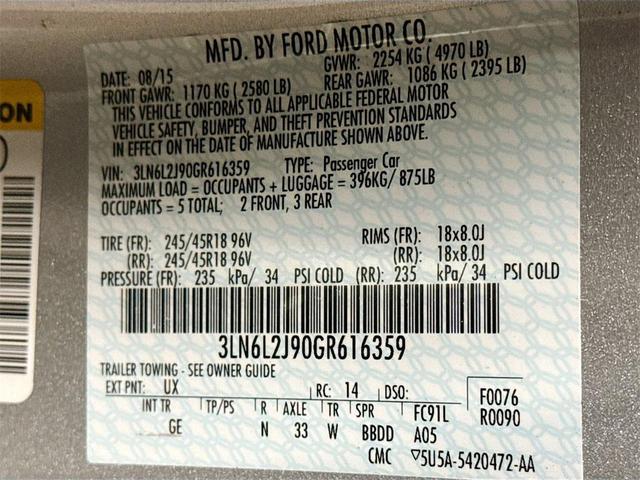 MFD. BY FORD MOTOR CO.
DATE: 08/15 GVWR: 2254 KG ( 4970 LB)
FRONT GAWR: 1170 KG ( 2580 LB) REAR GAWR: 1086 KG ( 2395 LB)
THIS VEHICLE CONFORMS TO ALL APPLICABLE FEDERAL MOTOR
VEHICLE SAFETY, BUMPER, AND THEFT PREVENTION STANDARDS
IN EFFECT ON THE DATE OF MANUFACTURE SHOWN ABOVE.
VIN: 3LN6L2J90GR616359 TYPE: Passenger Car
MAXIMUM LOAD = OCCUPANTS + LUGGAGE = 396KG/ 875LB
OCCUPANTS = 5 TOTAL; 2 FRONT, 3 REAR
TIRE (FR): 245/45R18 96V RIMS (FR): 18x8.0J
(RR): 245/45R18 96V (RR): 18x8.0J
PRESSURE (FR): 235 kPa/ 34 PSI COLD (RR): 235 kPa/ 34 PSI COLD
3LN6L2J90GR616359
TRAILER TOWING - SEE OWNER GUIDE
EXT PNT: UX RC: 14 DSO: F0076
INT TR TP/PS R AXLE TR SPR FC91L R0090
GE N 33 W BBDD A05
CMC ▽5U5A-5420472-AA
ON